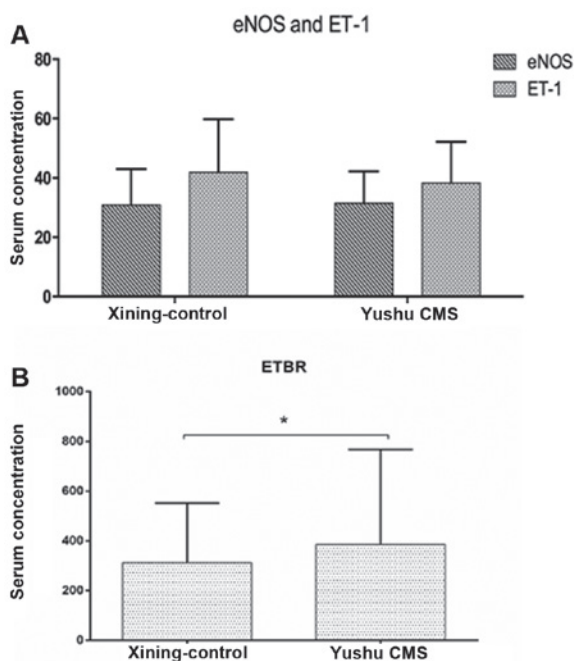 A
eNOS and ET-1
eNOS
ET-1
Serum concentration
80
60
40
20
0
Xining-control
Yushu CMS
B
ETBR
*
Serum concentration
1000
800
600
400
200
0
Xining-control
Yushu CMS